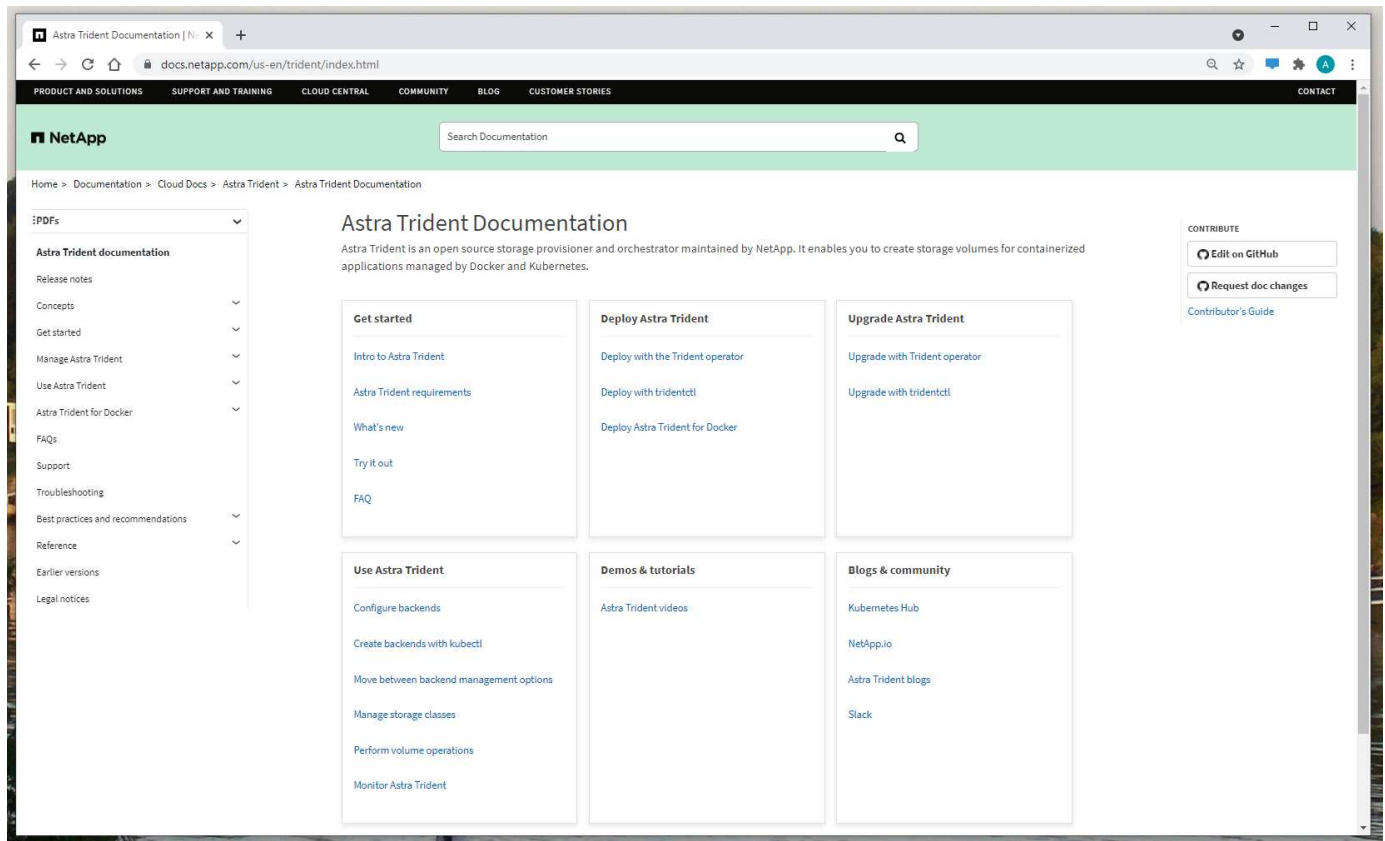 Astra Trident Documentation | Ne
docs.netapp.com/us-en/trident/index.html
A
PRODUCT AND SOLUTIONS SUPPORT AND TRAINING CLOUD CENTRAL COMMUNITY BLOG CUSTOMER STORIES CONTACT
NetApp
Search Documentation
Home > Documentation > Cloud Docs > Astra Trident > Astra Trident Documentation
PDFs
Astra Trident documentation
Release notes
Concepts
Get started
Manage Astra Trident
Use Astra Trident
Astra Trident for Docker
FAQs
Support
Troubleshooting
Best practices and recommendations
Reference
Earlier versions
Legal notices
Astra Trident Documentation
Astra Trident is an open source storage provisioner and orchestrator maintained by NetApp. It enables you to create storage volumes for containerized
applications managed by Docker and Kubernetes.
Get started
Intro to Astra Trident
Astra Trident requirements
What's new
Try it out
FAQ
Deploy Astra Trident
Deploy with the Trident operator
Deploy with tridentctl
Deploy Astra Trident for Docker
Upgrade Astra Trident
Upgrade with Trident operator
Upgrade with tridentctl
Use Astra Trident
Configure backends
Create backends with kubectl
Move between backend management options
Manage storage classes
Perform volume operations
Monitor Astra Trident
Demos & tutorials
Astra Trident videos
Blogs & community
Kubernetes Hub
NetApp.io
Astra Trident blogs
Slack
CONTRIBUTE
Edit on GitHub
Request doc changes
Contributor's Guide